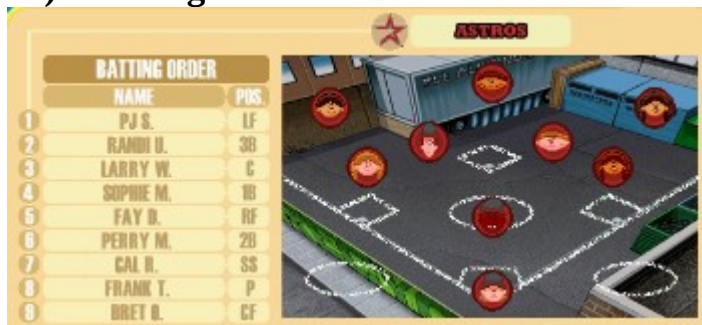 ASTROS
BATTING ORDER
NAME POS.
1 PJ S. LF
2 RANDI U. 3B
3 LARRY W. C
4 SOPHIE M. 1B
5 FAY D. RF
6 PERRY M. 2B
7 CAL R. SS
8 FRANK T. P
9 BRET CF